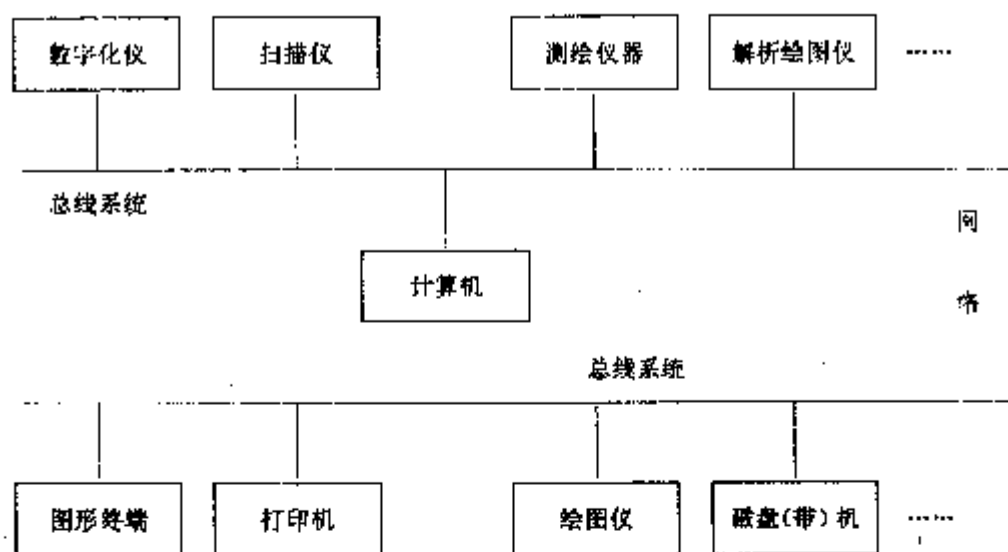 数字化仪
扫描仪
测绘仪器
解析绘图仪
……
总线系统
网
络
计算机
总线系统
图形终端
打印机
绘图仪
磁盘(带)机
……